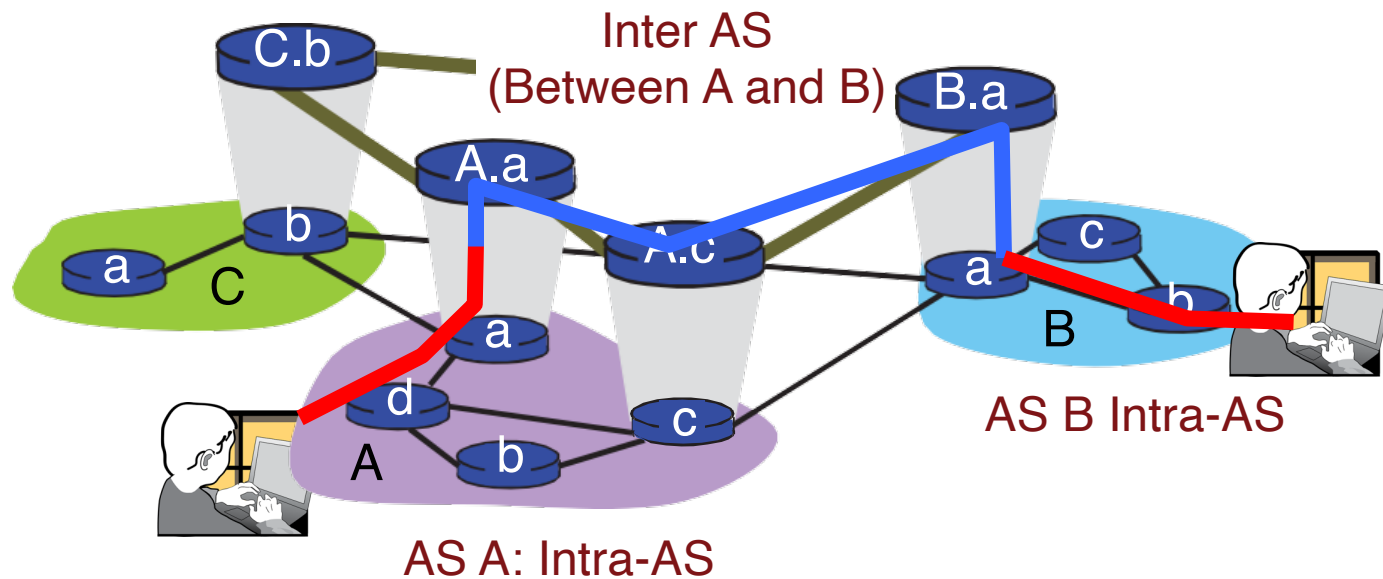 Inter AS
(Between A and B)
C.b
B.a
A.a
A.c
b
a
C
a
c
b
B
a
d
c
b
A
AS B Intra-AS
AS A: Intra-AS